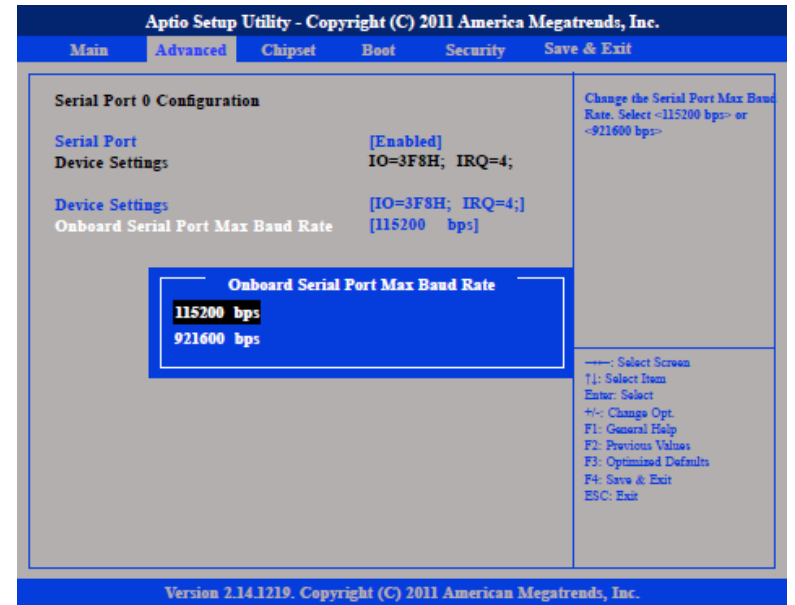 Aptio Setup Utility - Copyright (C) 2011 America Megatrends, Inc.
Main Advanced Chipset Boot Security Save & Exit
Serial Port 0 Configuration
Serial Port [Enabled]
Device Settings IO=3F8H; IRQ=4;
Device Settings [IO=3F8H; IRQ=4;]
Onboard Serial Port Max Baud Rate [115200 bps]
Onboard Serial Port Max Baud Rate
115200 bps
921600 bps
Change the Serial Port Max Baud
Rate. Select <115200 bps> or
<921600 bps>
→←: Select Screen
↑↓: Select Item
Enter: Select
+/-: Change Opt.
F1: General Help
F2: Previous Values
F3: Optimized Defaults
F4: Save & Exit
ESC: Exit
Version 2.14.1219. Copyright (C) 2011 American Megatrends, Inc.